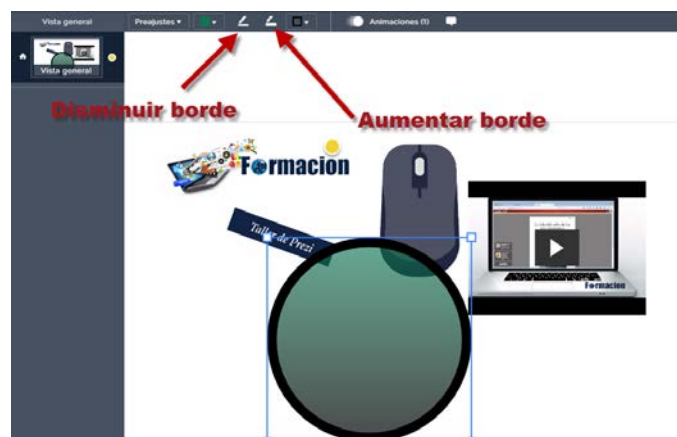 Vista general
Preajustes
Animaciones (1)
Vista general
Disminuir borde
Aumentar borde
Formacion
Taller de Prezi
Formacion